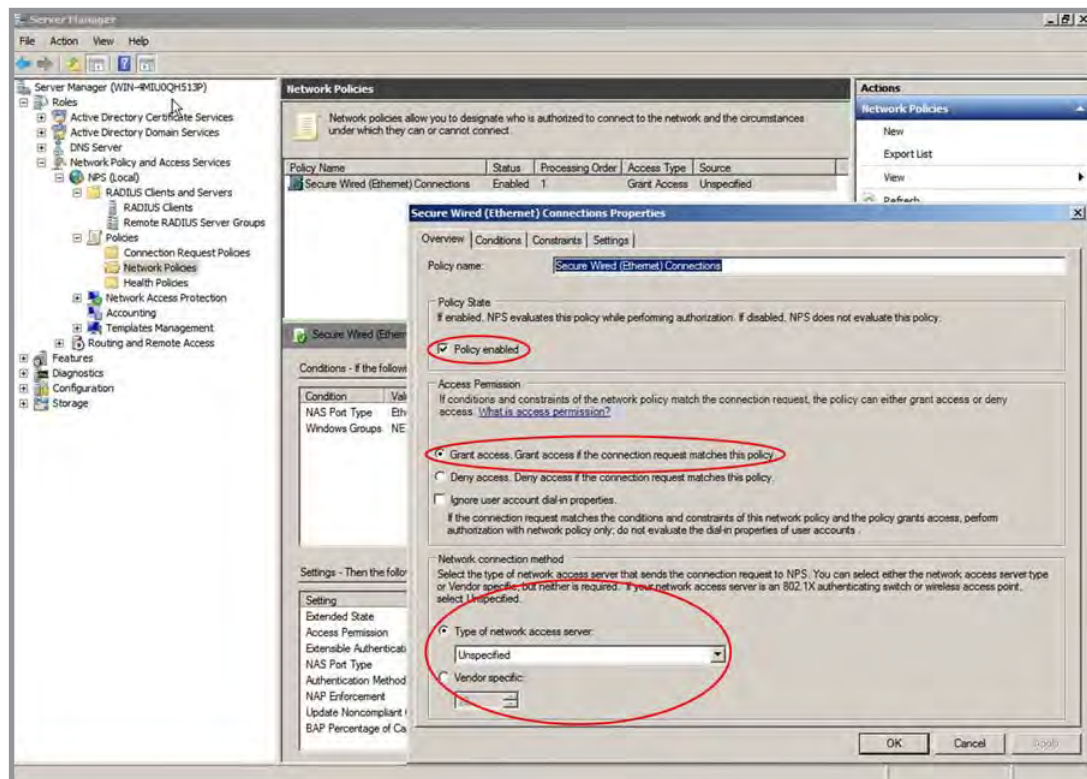 Server Manager
File Action View Help
Server Manager (WIN-4MIU0QH513P)
Roles
Active Directory Certificate Services
Active Directory Domain Services
DNS Server
Network Policy and Access Services
NPS (Local)
RADIUS Clients and Servers
RADIUS Clients
Remote RADIUS Server Groups
Policies
Connection Request Policies
Network Policies
Health Policies
Network Access Protection
Accounting
Templates Management
Routing and Remote Access
Features
Diagnostics
Configuration
Storage
Network Policies
Network policies allow you to designate who is authorized to connect to the network and the circumstances
under which they can or cannot connect.
Policy Name Status Processing Order Access Type Source
Secure Wired (Ethernet) Connections Enabled 1 Grant Access Unspecified
Actions
Network Policies
New
Export List
View
Refresh
Secure Wired (Ether
Conditions - If the followi
Condition Val
NAS Port Type Eth
Windows Groups NE
Settings - Then the follow
Setting
Extended State
Access Permission
Extensible Authenticati
NAS Port Type
Authentication Method
NAP Enforcement
Update Noncompliant
BAP Percentage of Ca
Secure Wired (Ethernet) Connections Properties
Overview Conditions Constraints Settings
Policy name: Secure Wired (Ethernet) Connections
Policy State
If enabled, NPS evaluates this policy while performing authorization. If disabled, NPS does not evaluate this policy.
Policy enabled
Access Permission
If conditions and constraints of the network policy match the connection request, the policy can either grant access or deny
access. What is access permission?
Grant access. Grant access if the connection request matches this policy.
Deny access. Deny access if the connection request matches this policy.
Ignore user account dial-in properties.
If the connection request matches the conditions and constraints of this network policy and the policy grants access, perform
authorization with network policy only; do not evaluate the dial-in properties of user accounts.
Network connection method
Select the type of network access server that sends the connection request to NPS. You can select either the network access server type
or Vendor specific, but neither is required. If your network access server is an 802.1X authenticating switch or wireless access point,
select Unspecified.
Type of network access server:
Unspecified
Vendor specific:
OK Cancel Apply